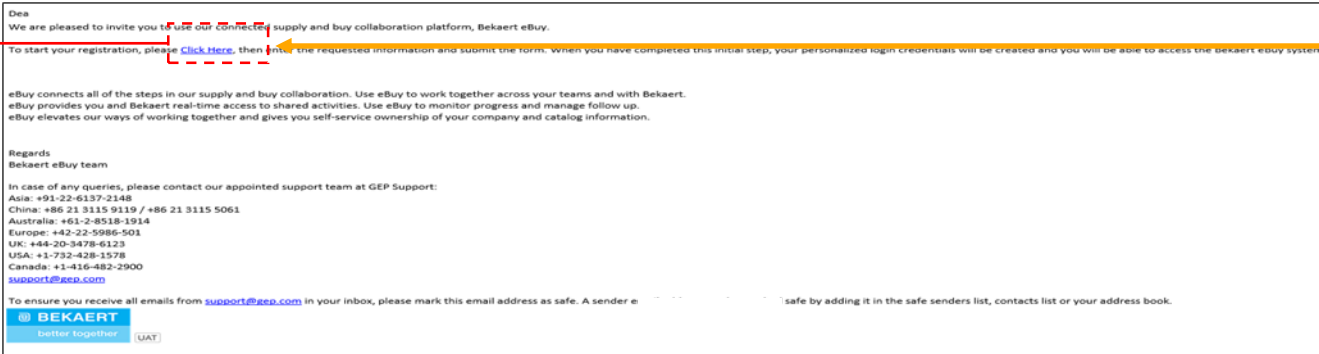 Dea
We are pleased to invite you to use our connected supply and buy collaboration platform, Bekaert eBuy.
To start your registration, please Click Here, then enter the requested information and submit the form. When you have completed this initial step, your personalized login credentials will be created and you will be able to access the Bekaert eBuy system
eBuy connects all of the steps in our supply and buy collaboration. Use eBuy to work together across your teams and with Bekaert.
eBuy provides you and Bekaert real-time access to shared activities. Use eBuy to monitor progress and manage follow up.
eBuy elevates our ways of working together and gives you self-service ownership of your company and catalog information.
Regards
Bekaert eBuy team
In case of any queries, please contact our appointed support team at GEP Support:
Asia: +91-22-6137-2148
China: +86 21 3115 9119 / +86 21 3115 5061
Australia: +61-2-8518-1914
Europe: +42-22-5986-501
UK: +44-20-3478-6123
USA: +1-732-428-1578
Canada: +1-416-482-2900
support@gep.com
To ensure you receive all emails from support@gep.com in your inbox, please mark this email address as safe. A sender e safe by adding it in the safe senders list, contacts list or your address book.
BEKAERT
better together
UAT